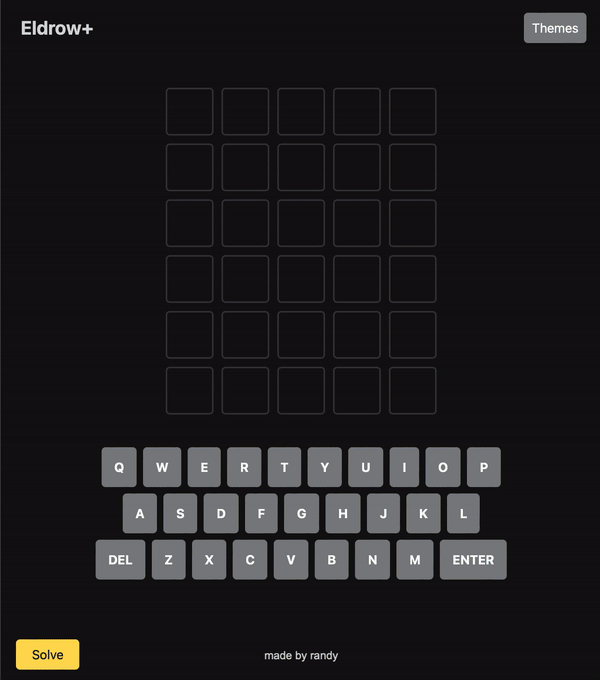 Eldrow+
Themes
Q W E R T Y U I O P
A S D F G H J K L
DEL Z X C V B N M ENTER
Solve
made by randy